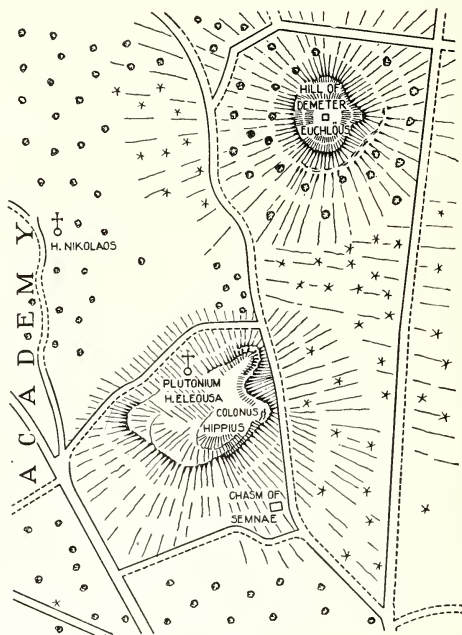 HILL OF
DEMETER
EUCHLOUS
H. NIKOLAOS
ACADEMY
PLUTONIUM
H. ELEOUSA
COLONUS
HIPPIUS
CHASM OF
SEMNAE